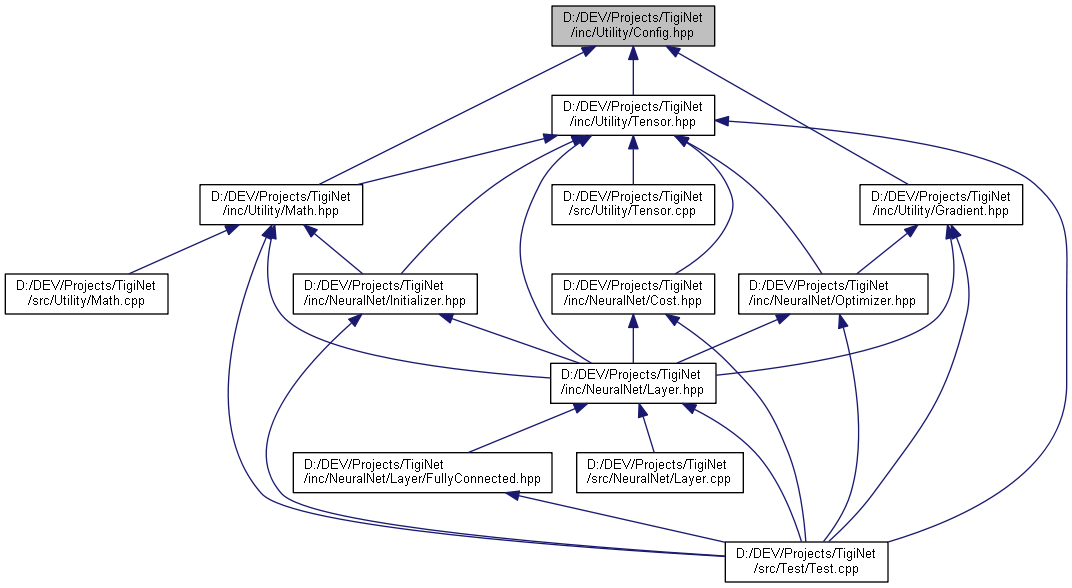 D:/DEV/Projects/TigiNet
/inc/Utility/Config.hpp
D:/DEV/Projects/TigiNet
/inc/Utility/Tensor.hpp
D:/DEV/Projects/TigiNet
/inc/Utility/Math.hpp
D:/DEV/Projects/TigiNet
/src/Utility/Tensor.cpp
D:/DEV/Projects/TigiNet
/inc/Utility/Gradient.hpp
D:/DEV/Projects/TigiNet
/src/Utility/Math.cpp
D:/DEV/Projects/TigiNet
/inc/NeuralNet/Initializer.hpp
D:/DEV/Projects/TigiNet
/inc/NeuralNet/Cost.hpp
D:/DEV/Projects/TigiNet
/inc/NeuralNet/Optimizer.hpp
D:/DEV/Projects/TigiNet
/inc/NeuralNet/Layer.hpp
D:/DEV/Projects/TigiNet
/inc/NeuralNet/Layer/FullyConnected.hpp
D:/DEV/Projects/TigiNet
/src/NeuralNet/Layer.cpp
D:/DEV/Projects/TigiNet
/src/Test/Test.cpp